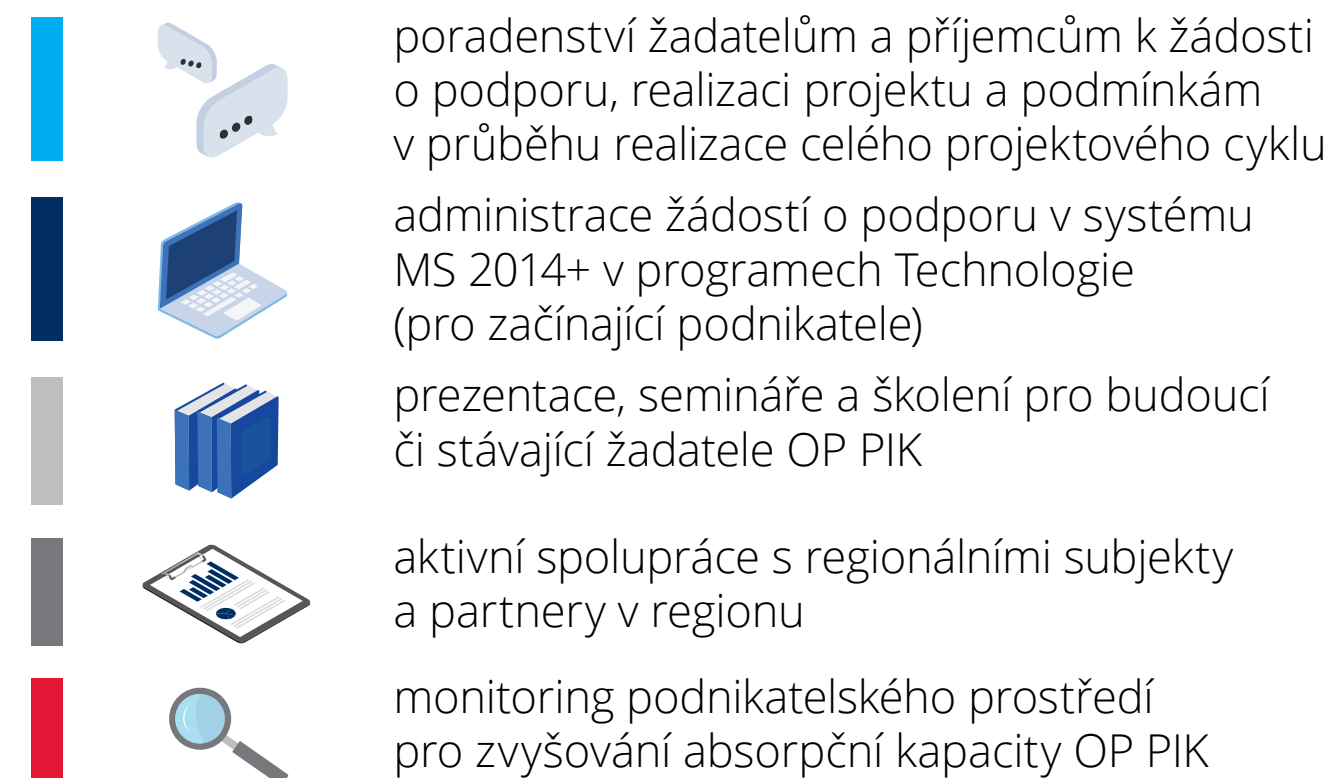 poradenství žadatelům a příjemcům k žádosti
o podporu, realizaci projektu a podmínkám
v průběhu realizace celého projektového cyklu
administrace žádostí o podporu v systému
MS 2014+ v programech Technologie
(pro začínající podnikatele)
prezentace, semináře a školení pro budoucí
či stávající žadatele OP PIK
aktivní spolupráce s regionálními subjekty
a partnery v regionu
monitoring podnikatelského prostředí
pro zvyšování absorpční kapacity OP PIK